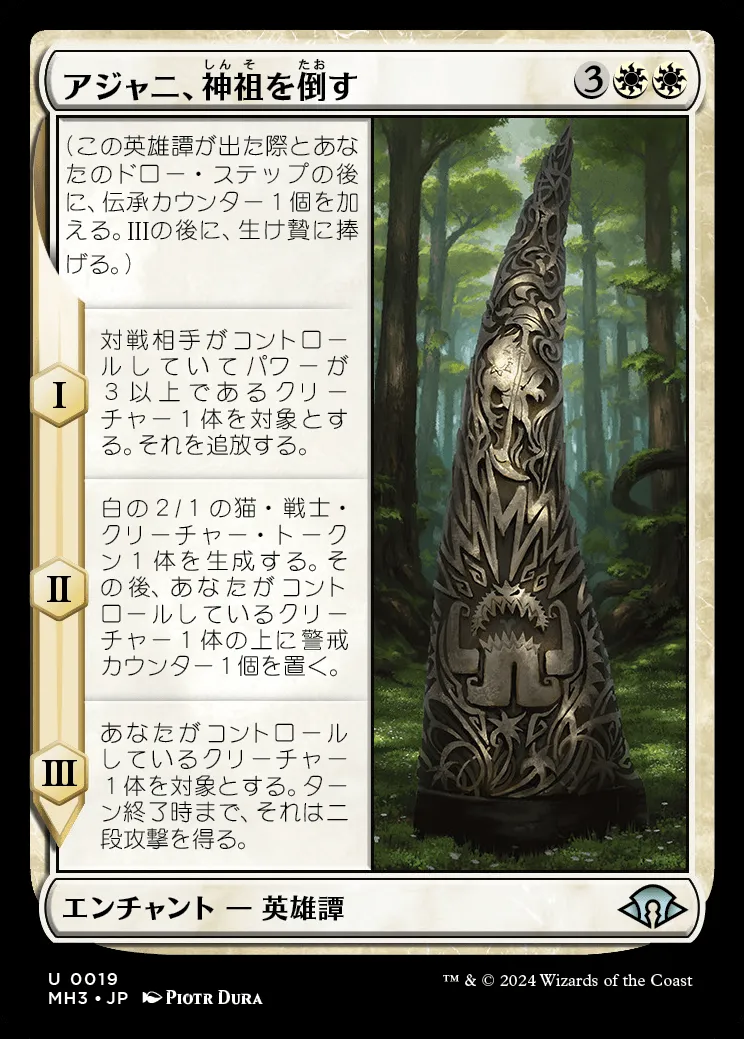 アジャニ、神祖を倒す
しんそ たお
3
（この英雄譚が出た際とあな
たのドロー・ステップの後
に、伝承カウンター１個を加
える。IIIの後に、生け贄に捧
げる。）
I
対戦相手がコントロー
ルしていてパワーが
３以上であるクリー
チャー１体を対象とす
る。それを追放する。
II
白の２/１の猫・戦士・
クリーチャー・トーク
ン１体を生成する。そ
の後、あなたがコント
ロールしているクリー
チャー１体の上に警戒
カウンター１個を置く。
III
あなたがコントロール
しているクリーチャー
１体を対象とする。ター
ン終了時まで、それは二
段攻撃を得る。
エンチャント — 英雄譚
U 0019
MH3 • JP Piotr Dura
™ & © 2024 Wizards of the Coast